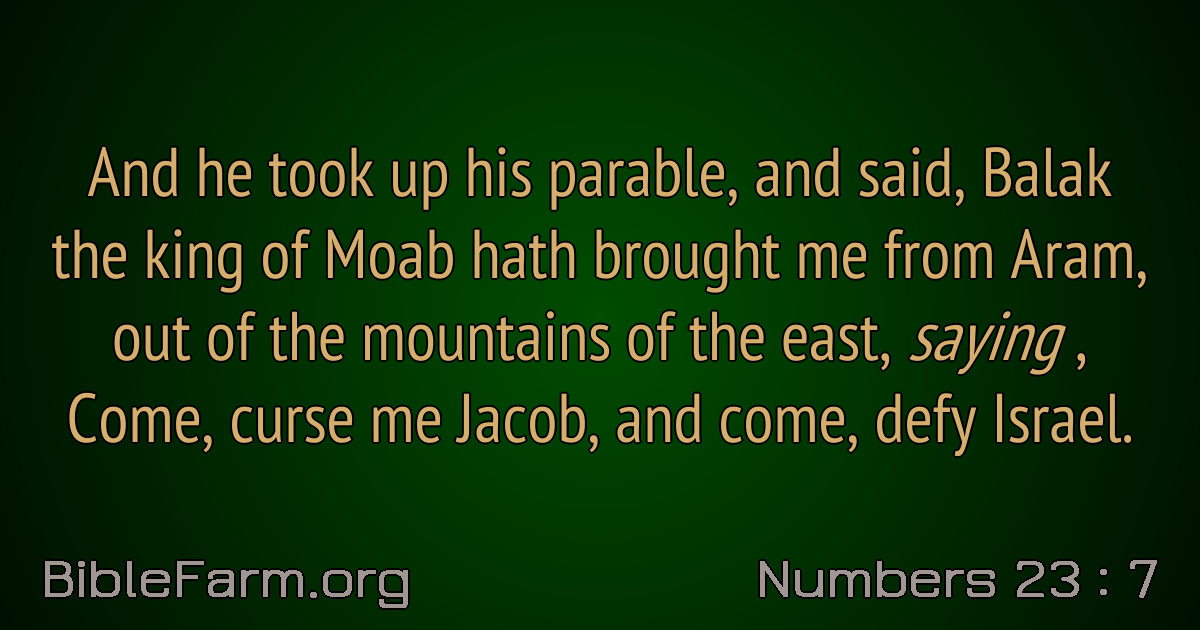 And he took up his parable, and said, Balak
the king of Moab hath brought me from Aram,
out of the mountains of the east, saying ,
Come, curse me Jacob, and come, defy Israel.
BibleFarm.org
Numbers 23 : 7